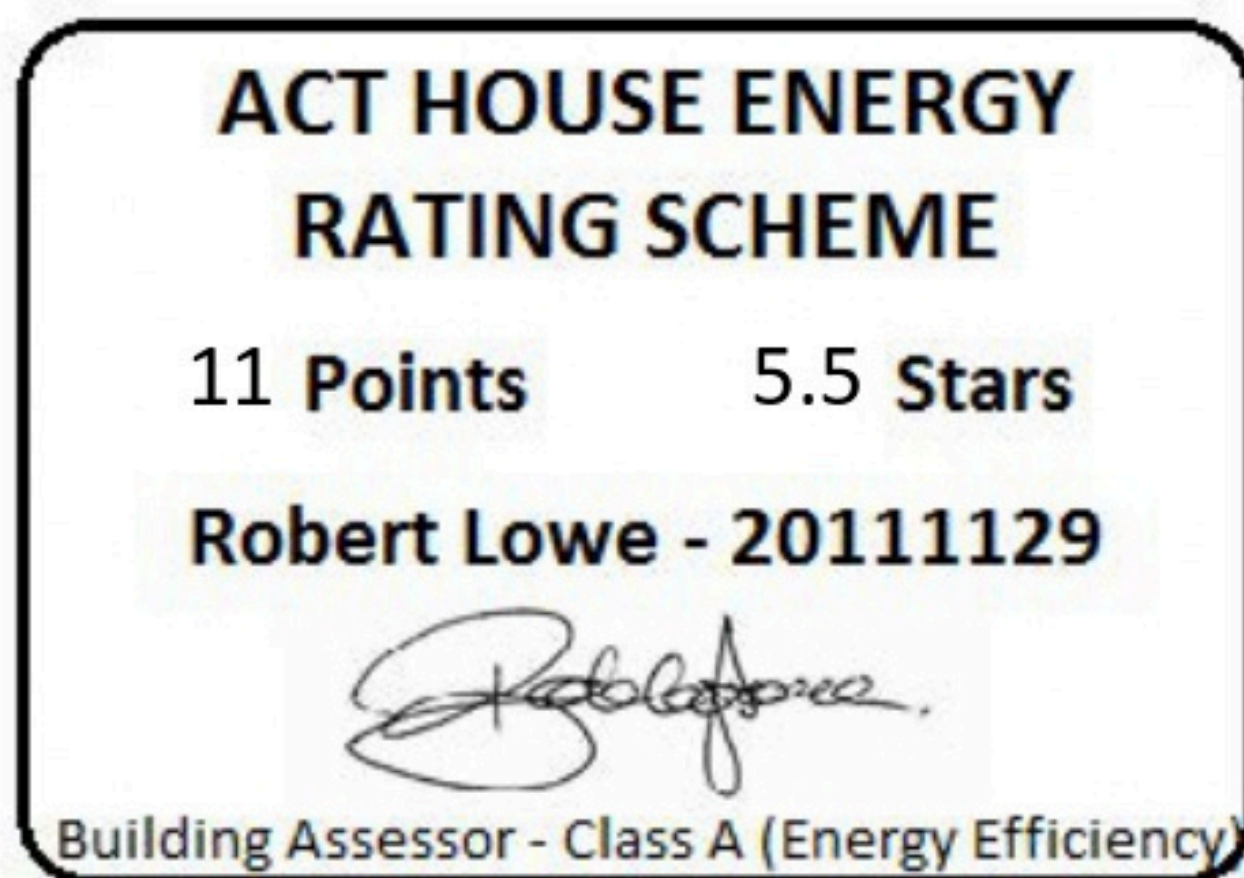 ACT HOUSE ENERGY
RATING SCHEME
11 Points 5.5 Stars
Robert Lowe - 20111129
Building Assessor - Class A (Energy Efficiency)